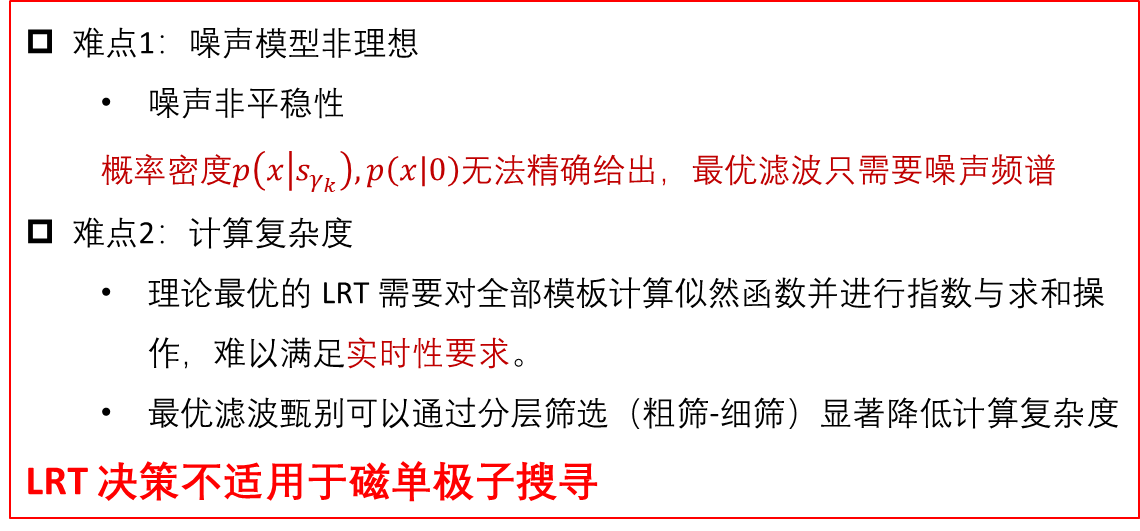 难点1：噪声模型非理想
• 噪声非平稳性
概率密度p(x|s_{γ_k}), p(x|0)无法精确给出，最优滤波只需要噪声频谱
难点2：计算复杂度
• 理论最优的 LRT 需要对全部模板计算似然函数并进行指数与求和操
作，难以满足实时性要求。
• 最优滤波甄别可以通过分层筛选（粗筛-细筛）显著降低计算复杂度
LRT 决策不适用于磁单极子搜寻